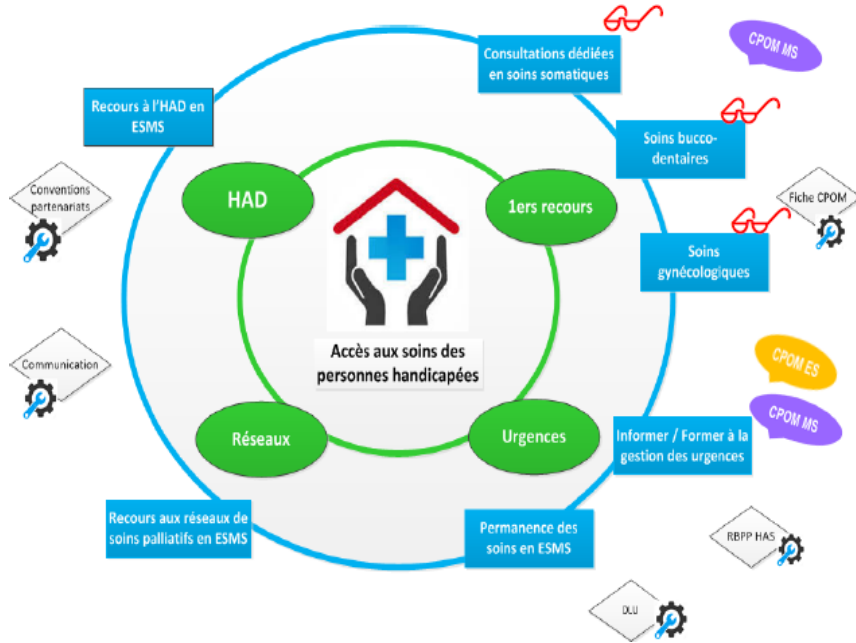 Consultations dédiées
en soins somatiques
CPOM MS
Recours à l'HAD en
ESMS
Soins bucco-
dentaires
Conventions
partenariats
HAD
1ers recours
Fiche CPOM
Soins
gynécologiques
Accès aux soins des
personnes handicapées
Communication
CPOM ES
CPOM MS
Réseaux
Urgences
Informer / Former à la
gestion des urgences
Recours aux réseaux de
soins palliatifs en ESMS
Permanence des
soins en ESMS
RBPP HAS
DLU